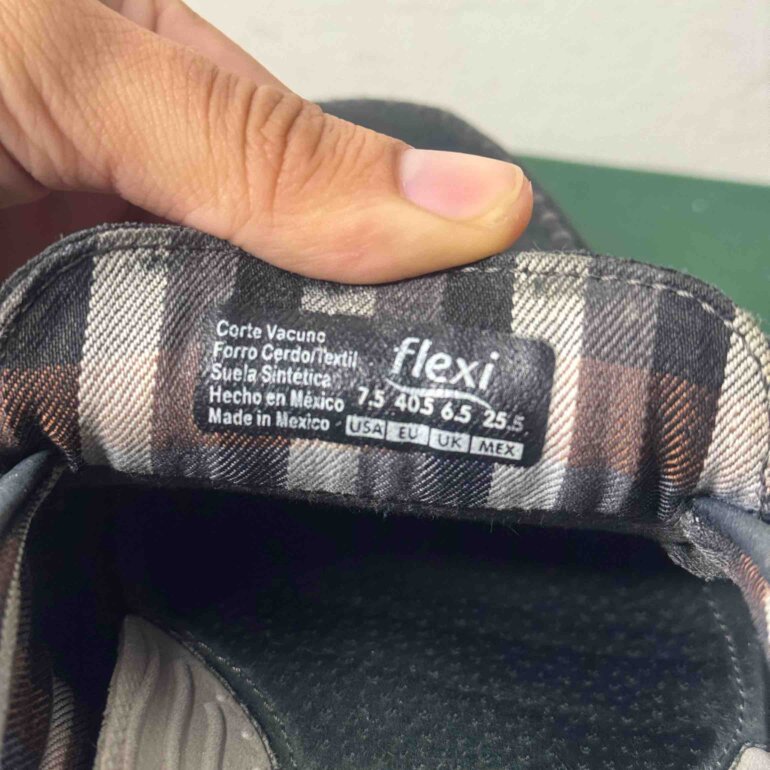 Corte Vacuno
Forro Cerdo/Textil
Suela Sintética
Hecho en México
Made in Mexico
flexi
7.5 40.5 6.5 25.5
USA EU UK MEX